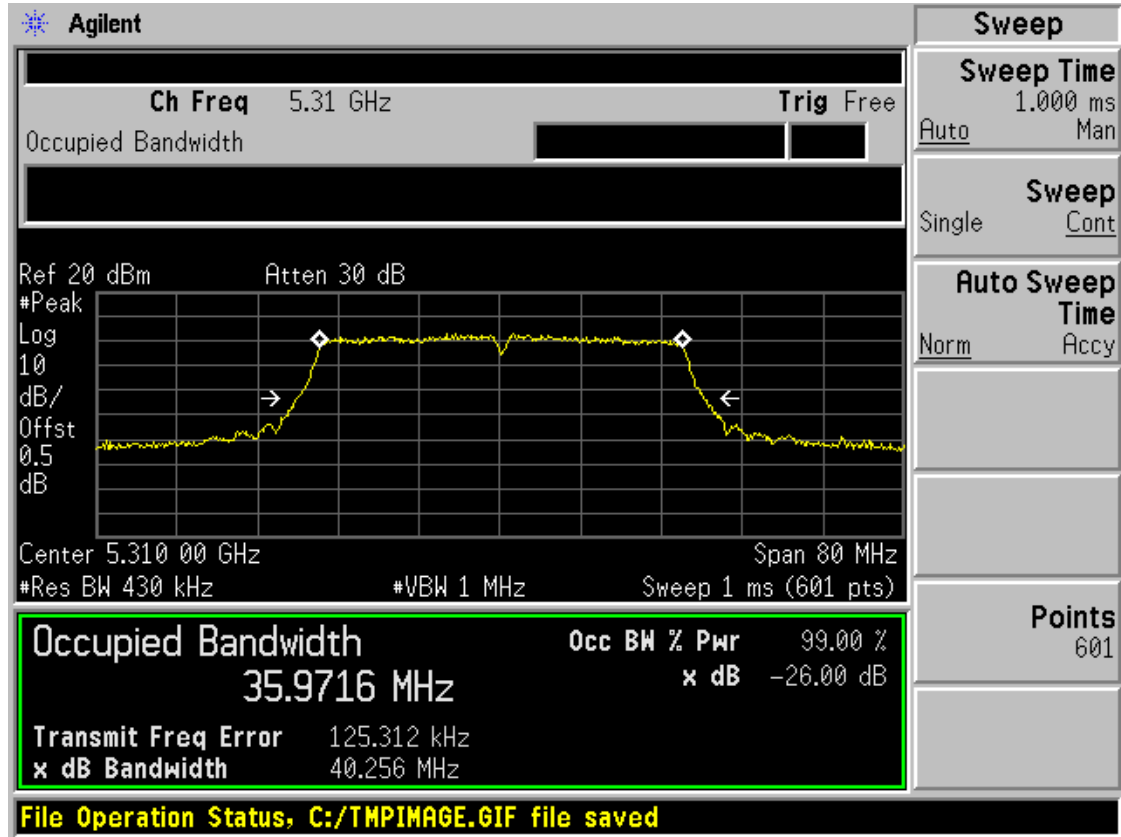 Agilent
Ch Freq 5.31 GHz Trig Free
Occupied Bandwidth
Ref 20 dBm Atten 30 dB
#Peak
Log
10
dB/
Offst
0.5
dB
Center 5.310 00 GHz Span 80 MHz
#Res BW 430 kHz #VBW 1 MHz Sweep 1 ms (601 pts)
Occupied Bandwidth
35.9716 MHz
Occ BW % Pwr 99.00 %
x dB -26.00 dB
Transmit Freq Error 125.312 kHz
x dB Bandwidth 40.256 MHz
File Operation Status, C:/TMPIMAGE.GIF file saved
Sweep
Sweep Time
1.000 ms
Auto Man
Sweep
Single Cont
Auto Sweep
Time
Norm Accy
Points
601